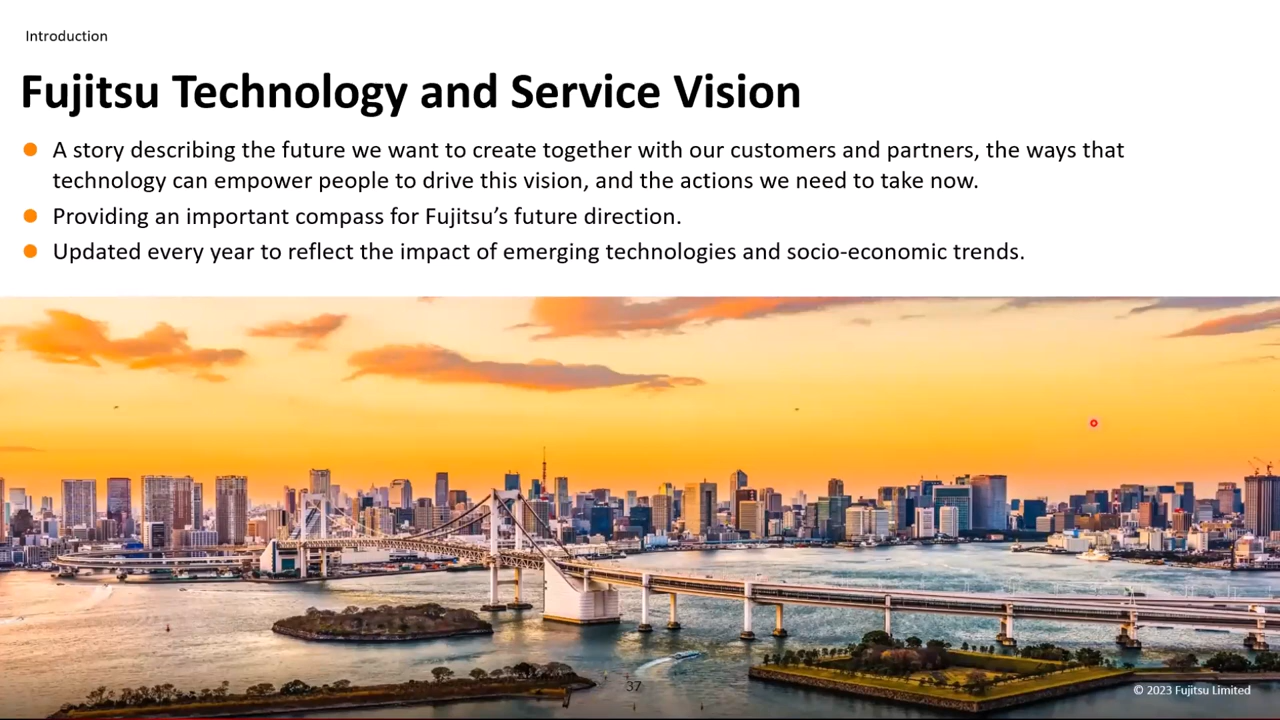 Introduction
Fujitsu Technology and Service Vision
A story describing the future we want to create together with our customers and partners, the ways that
technology can empower people to drive this vision, and the actions we need to take now.
Providing an important compass for Fujitsu’s future direction.
Updated every year to reflect the impact of emerging technologies and socio-economic trends.
37
© 2023 Fujitsu Limited